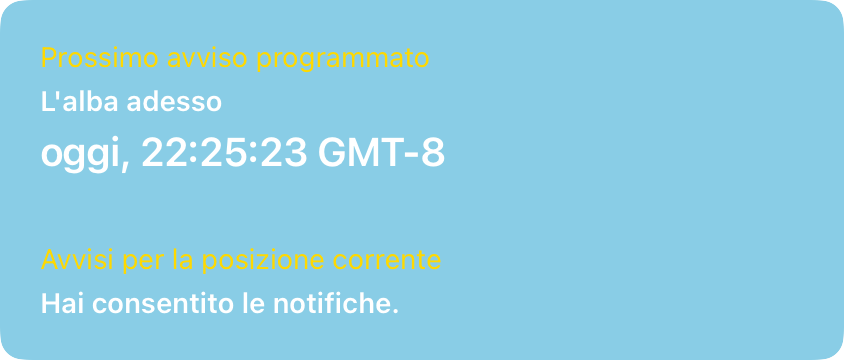 Prossimo avviso programmato
L'alba adesso
oggi, 22:25:23 GMT-8
Avvisi per la posizione corrente
Hai consentito le notifiche.